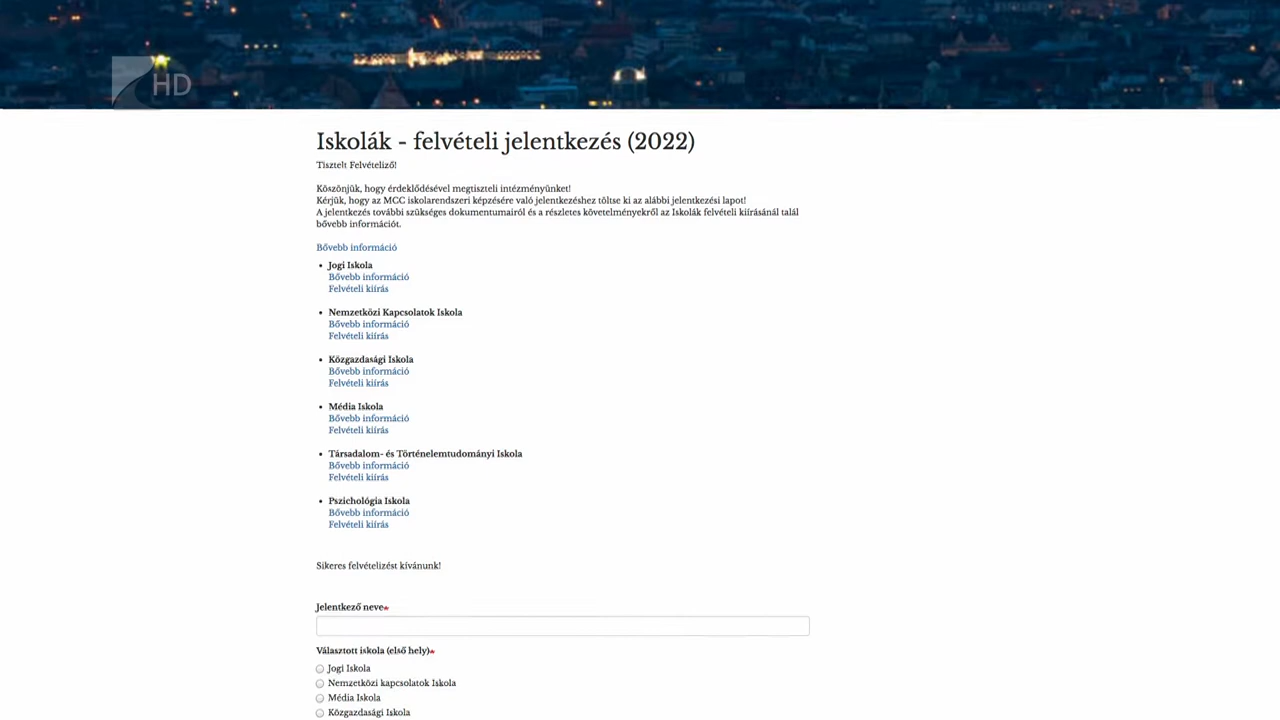 HD
Iskolák - felvételi jelentkezés (2022)
Tisztelt Felvételiző!
Köszönjük, hogy érdeklődésével megtiszteli intézményünket!
Kérjük, hogy az MCC iskolarendszeri képzésére való jelentkezéshez töltse ki az alábbi jelentkezési lapot!
A jelentkezés további szükséges dokumentumairól és a részletes követelményekről az Iskolák felvételi kiírásánál talál
bővebb információt.
Bővebb információ
• Jogi Iskola
Bővebb információ
Felvételi kiírás
• Nemzetközi Kapcsolatok Iskola
Bővebb információ
Felvételi kiírás
• Közgazdasági Iskola
Bővebb információ
Felvételi kiírás
• Média Iskola
Bővebb információ
Felvételi kiírás
• Társadalom- és Történelemtudományi Iskola
Bővebb információ
Felvételi kiírás
• Pszichológia Iskola
Bővebb információ
Felvételi kiírás
Sikeres felvételizést kívánunk!
Jelentkező neve*
Választott iskola (első hely)*
Jogi Iskola
Nemzetközi kapcsolatok Iskola
Média Iskola
Közgazdasági Iskola